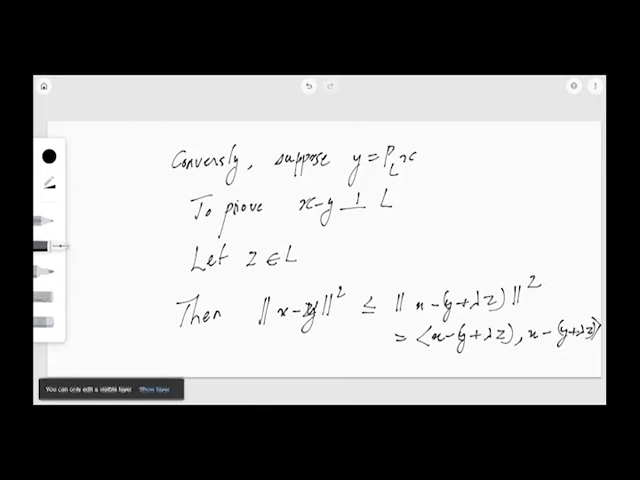 Conversly, suppose y = P_L x
To prove x-y ⊥ L
Let z ∈ L
Then ‖x-y‖² ≤ ‖x-(y+λz)‖²
= ⟨x-(y+λz), x-(y+λz)⟩
You can only edit a visible layer Show layer